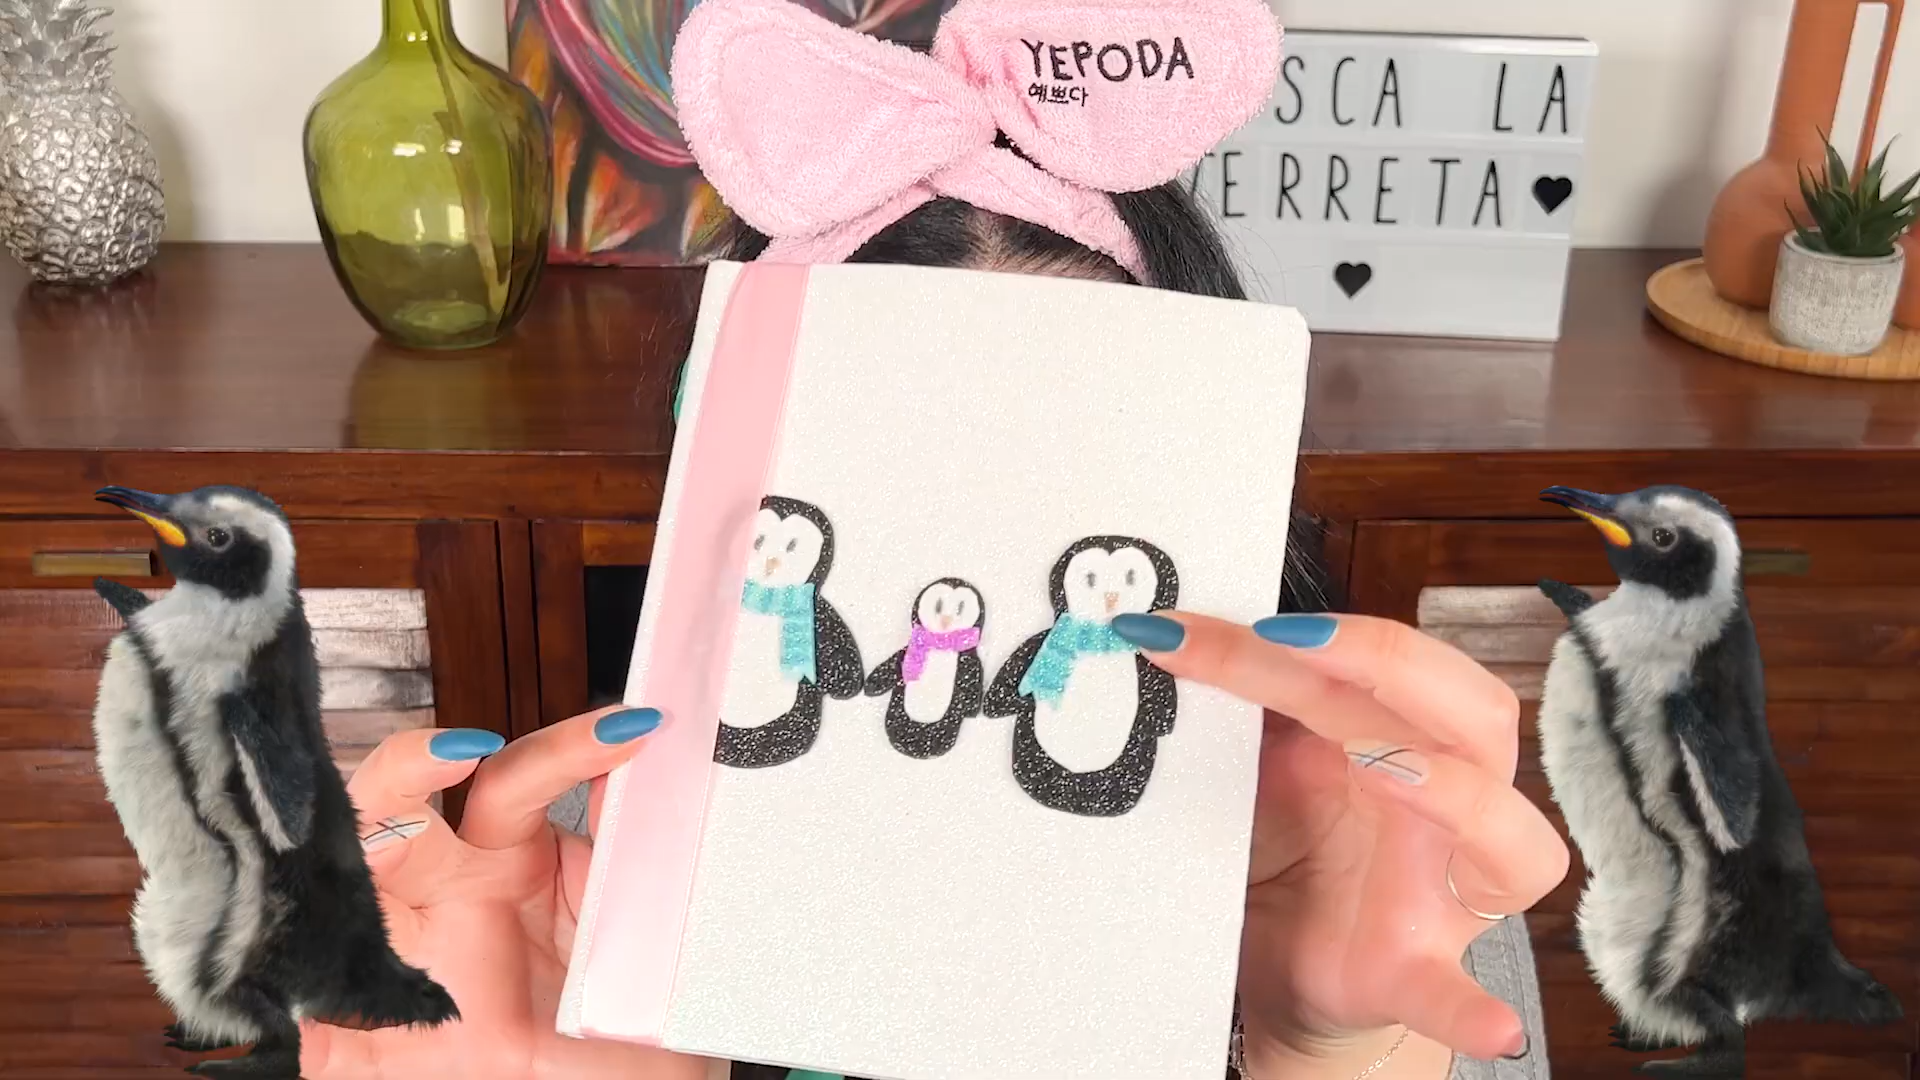 YEPODA
예쁘다
SCA LA
ERRETA ♥
♥